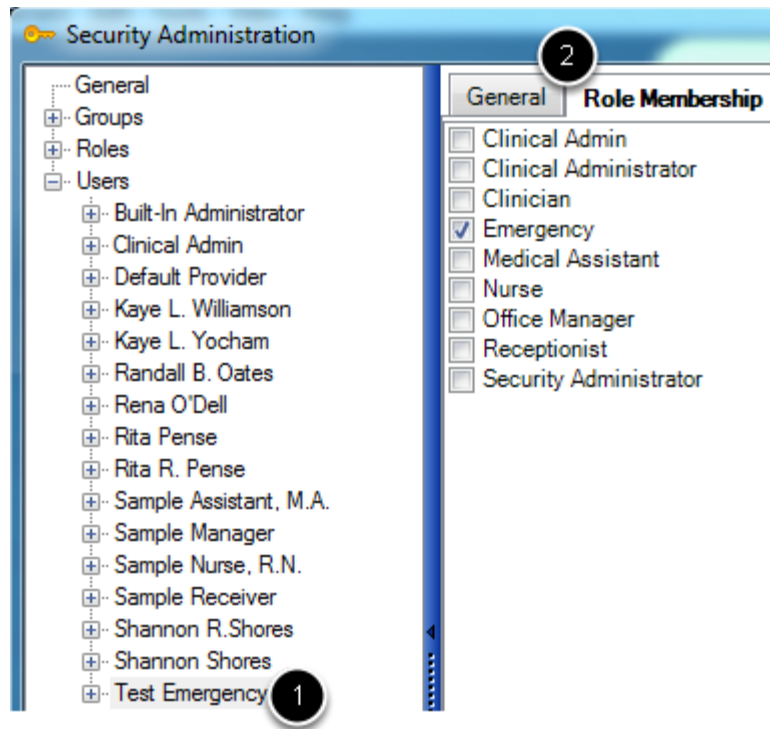 Security Administration
General
Groups
Roles
Users
Built-In Administrator
Clinical Admin
Default Provider
Kaye L. Williamson
Kaye L. Yocham
Randall B. Oates
Rena O'Dell
Rita Pense
Rita R. Pense
Sample Assistant, M.A.
Sample Manager
Sample Nurse, R.N.
Sample Receiver
Shannon R.Shores
Shannon Shores
Test Emergency 1
2
General Role Membership
Clinical Admin
Clinical Administrator
Clinician
Emergency
Medical Assistant
Nurse
Office Manager
Receptionist
Security Administrator